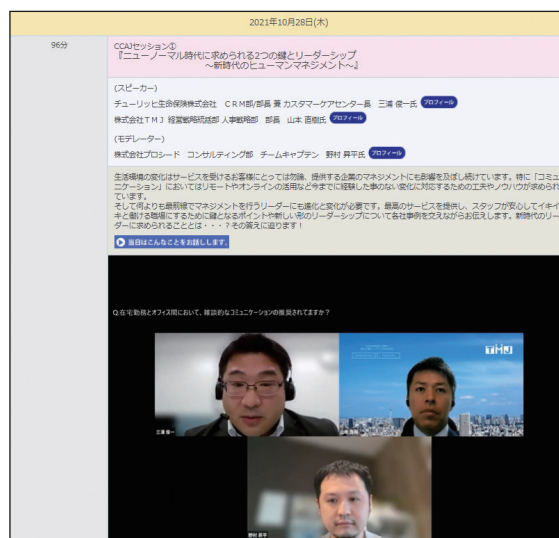 2021年10月28日(木)
96分
CCAJセッション①
『ニューノーマル時代に求められる2つの鍵とリーダーシップ
～新時代のヒューマンマネジメント～』
(スピーカー)
チューリッヒ生命保険株式会社 CRM部/部長 兼 カスタマーケアセンター長 三浦 俊一氏 プロフィール
株式会社TMJ 経営戦略統括部 人事戦略部 部長 山本 直樹氏 プロフィール
(モデレーター)
株式会社プロシード コンサルティング部 チームキャプテン 野村 昇平氏 プロフィール
生活環境の変化はサービスを受けるお客様にとっては勿論、提供する企業のマネジメントにも影響を及ぼし続けています。特に「コミュ
ニケーション」においてはリモートやオンラインの活用など今までに経験した事のない変化に対応するための工夫やノウハウが求められ
ています。
そして何よりも最前線でマネジメントを行うリーダーにも進化と変化が必要です。最高のサービスを提供し、スタッフが安心してイキイ
キと働ける職場にするために鍵となるポイントや新しい形のリーダーシップについて各社事例を交えながらお伝えします。新時代のリー
ダーに求められることとは・・・？その答えに迫ります！
当日はこんなことをお話しします。
Q:在宅勤務とオフィス間において、雑談的なコミュニケーションの推奨されてますか？
TMJ
三浦 俊一
野村 昇平